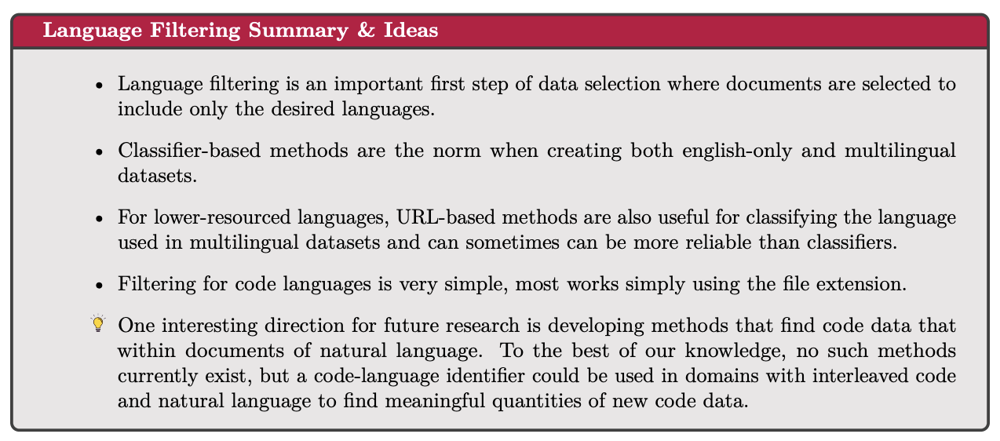 Language Filtering Summary & Ideas
• Language filtering is an important first step of data selection where documents are selected to
include only the desired languages.
• Classifier-based methods are the norm when creating both english-only and multilingual
datasets.
• For lower-resourced languages, URL-based methods are also useful for classifying the language
used in multilingual datasets and can sometimes can be more reliable than classifiers.
• Filtering for code languages is very simple, most works simply using the file extension.
One interesting direction for future research is developing methods that find code data that
within documents of natural language. To the best of our knowledge, no such methods
currently exist, but a code-language identifier could be used in domains with interleaved code
and natural language to find meaningful quantities of new code data.